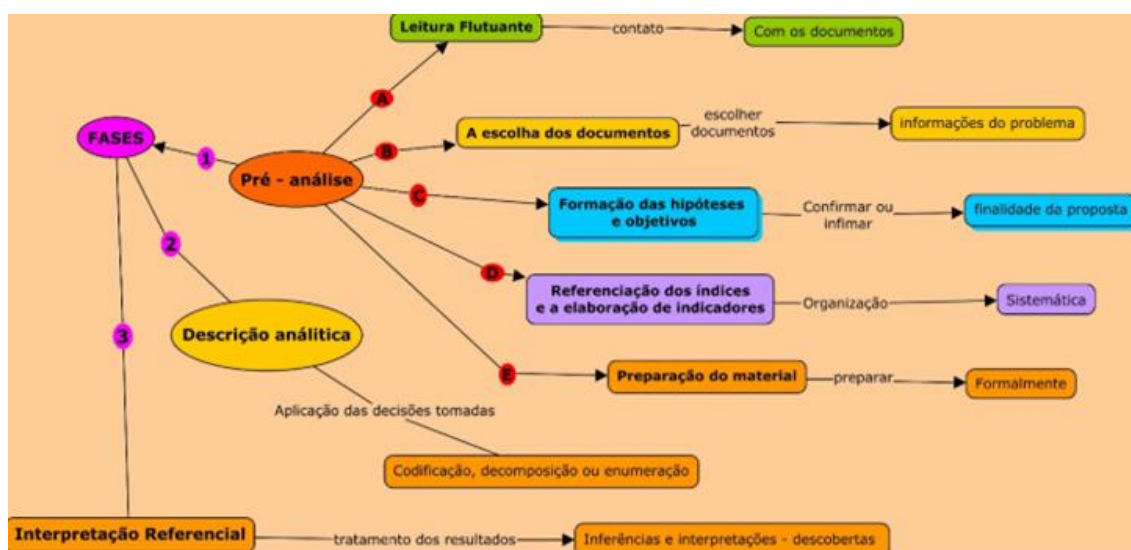 Leitura Flutuante
contato
Com os documentos
A
FASES
1
Pré - análise
B
A escolha dos documentos
escolher
documentos
informações do problema
C
Formação das hipóteses
e objetivos
Confirmar ou
infimar
finalidade da proposta
2
D
Referenciação dos índices
e a elaboração de indicadores
Organização
Sistemática
3
Descrição análitica
E
Preparação do material
preparar
Formalmente
Aplicação das decisões tomadas
Codificação, decomposição ou enumeração
Interpretação Referencial
tratamento dos resultados
Inferências e interpretações - descobertas